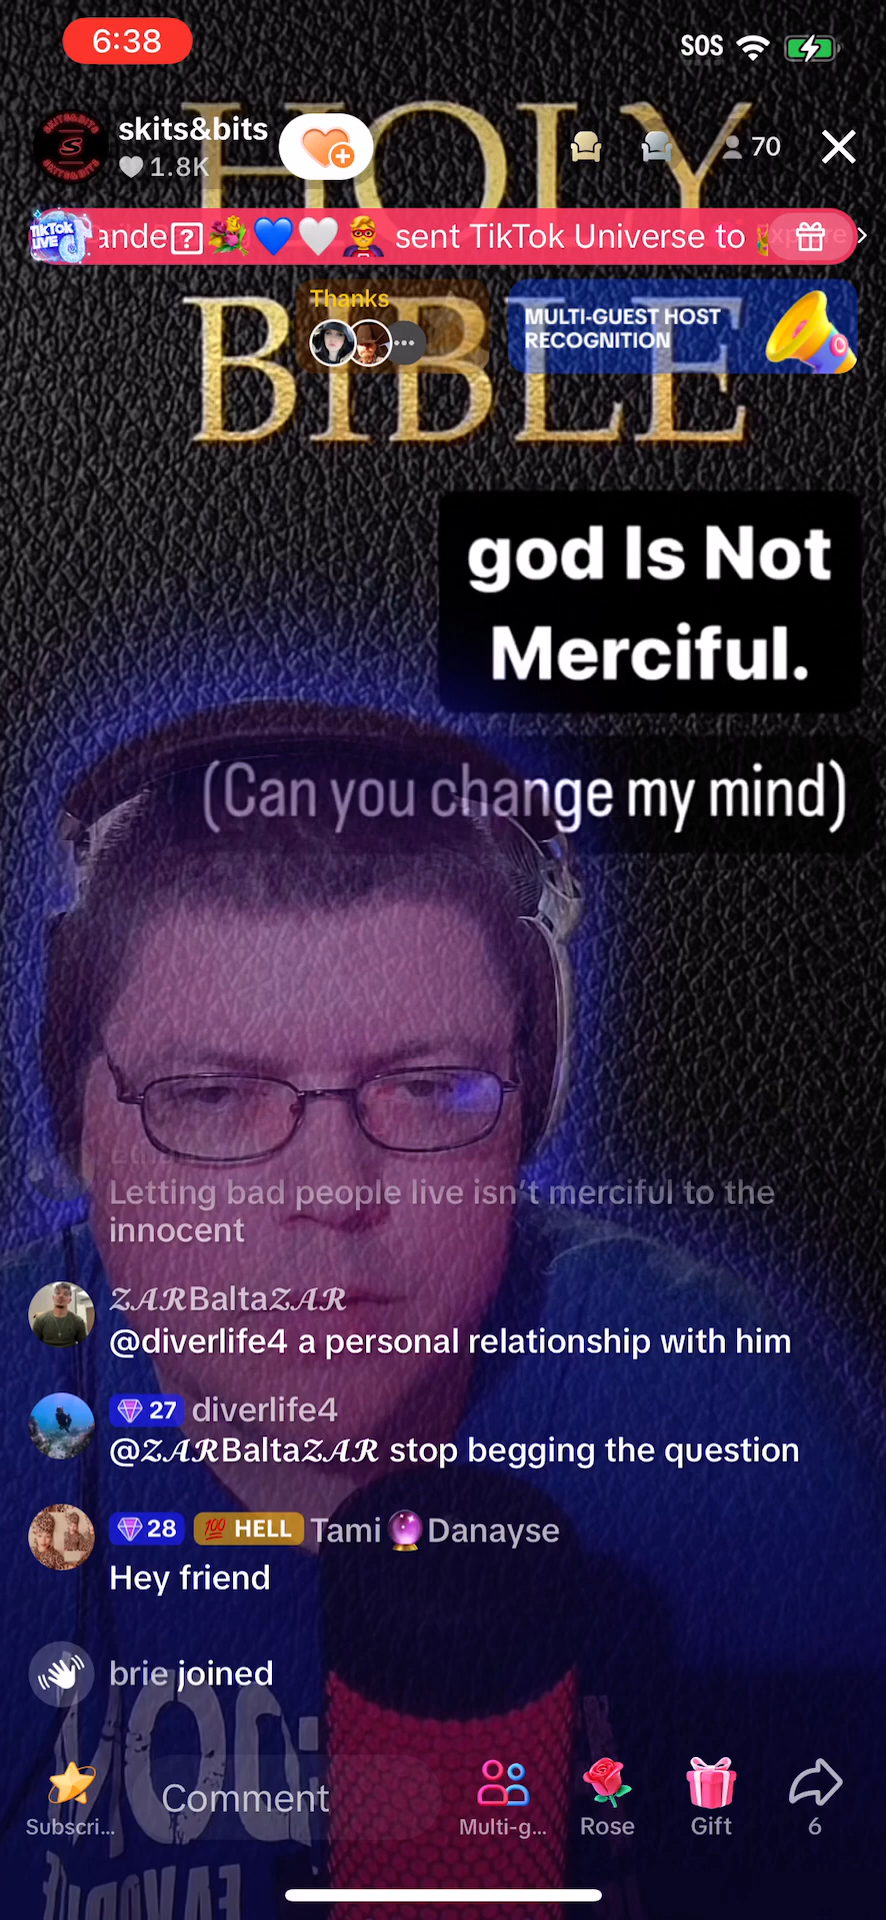 6:38
SOS
HOLY
skits&bits
1.8K
70
TikTok LIVE
ande ? 💐💙🤍🦸 sent TikTok Universe to
BIBLE
Thanks
MULTI-GUEST HOST
RECOGNITION
god Is Not
Merciful.
(Can you change my mind)
Letting bad people live isn't merciful to the
innocent
𝓩𝓐𝓡Balta𝓩𝓐𝓡
@diverlife4 a personal relationship with him
27 diverlife4
@𝓩𝓐𝓡Balta𝓩𝓐𝓡 stop begging the question
28 💯 HELL Tami🔮Danayse
Hey friend
brie joined
Comment
Subscri...
Multi-g...
Rose
Gift
6